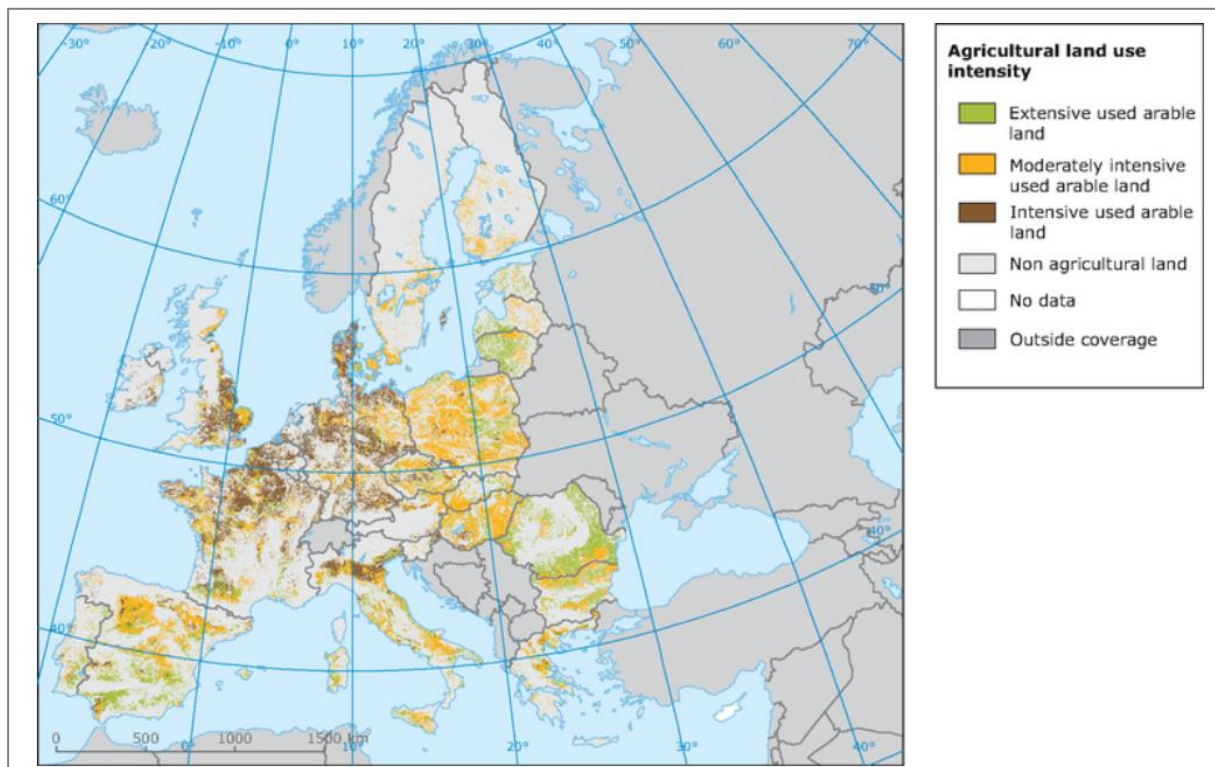 -30° -20° -10° 0° 10° 20° 30° 40° 50° 60° 70°
60°
50°
50°
40°
40°
0 500 1000 1500 km
0° 10° 20° 30° 40°
Agricultural land use
intensity
Extensive used arable
land
Moderately intensive
used arable land
Intensive used arable
land
Non agricultural land
No data
Outside coverage